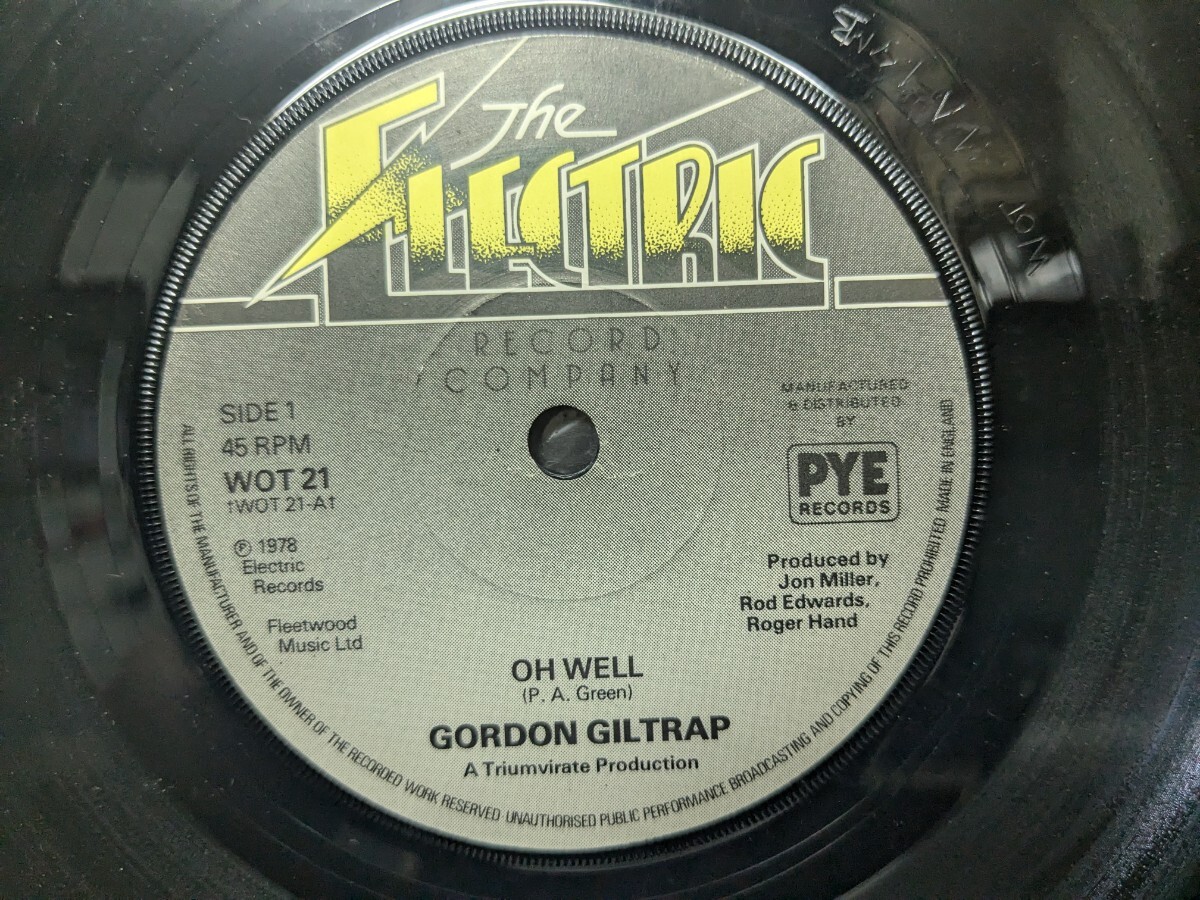 The
ELECTRIC
RECORD
COMPANY
SIDE 1
45 RPM
WOT 21
†WOT 21-A†
℗ 1978
Electric
Records
Fleetwood
Music Ltd
MANUFACTURED
& DISTRIBUTED
BY
PYE
RECORDS
Produced by
Jon Miller,
Rod Edwards,
Roger Hand
OH WELL
(P. A. Green)
GORDON GILTRAP
A Triumvirate Production
ALL RIGHTS OF THE MANUFACTURER AND OF THE OWNER OF THE RECORDED WORK RESERVED UNAUTHORISED PUBLIC PERFORMANCE BROADCASTING AND COPYING OF THIS RECORD PROHIBITED MADE IN ENGLAND
WOT